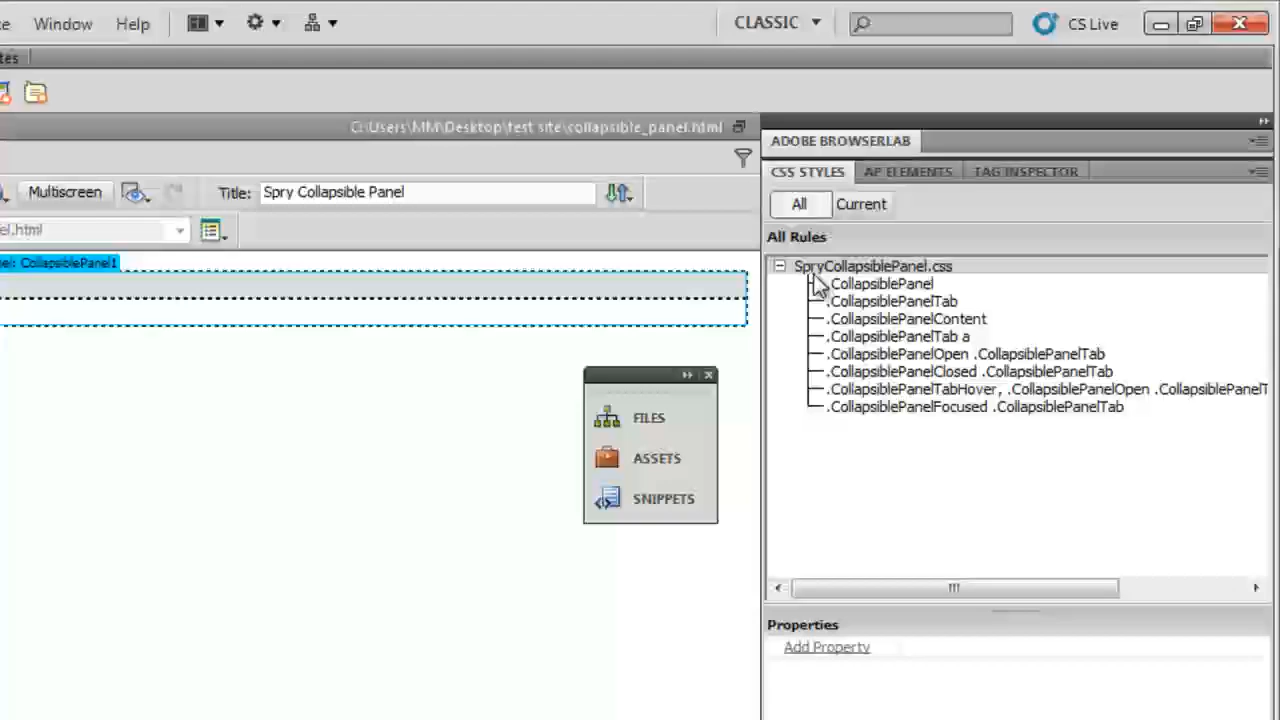 Window Help CLASSIC CS Live
C:\Users\MM\Desktop\test site\collapsible_panel.html
ADOBE BROWSERLAB
CSS STYLES AP ELEMENTS TAG INSPECTOR
Multiscreen Title: Spry Collapsible Panel
All Current
All Rules
CollapsiblePanel1
SpryCollapsiblePanel.css
.CollapsiblePanel
.CollapsiblePanelTab
.CollapsiblePanelContent
.CollapsiblePanelTab a
.CollapsiblePanelOpen .CollapsiblePanelTab
.CollapsiblePanelClosed .CollapsiblePanelTab
.CollapsiblePanelTabHover, .CollapsiblePanelOpen .CollapsiblePanelT
.CollapsiblePanelFocused .CollapsiblePanelTab
FILES
ASSETS
SNIPPETS
Properties
Add Property